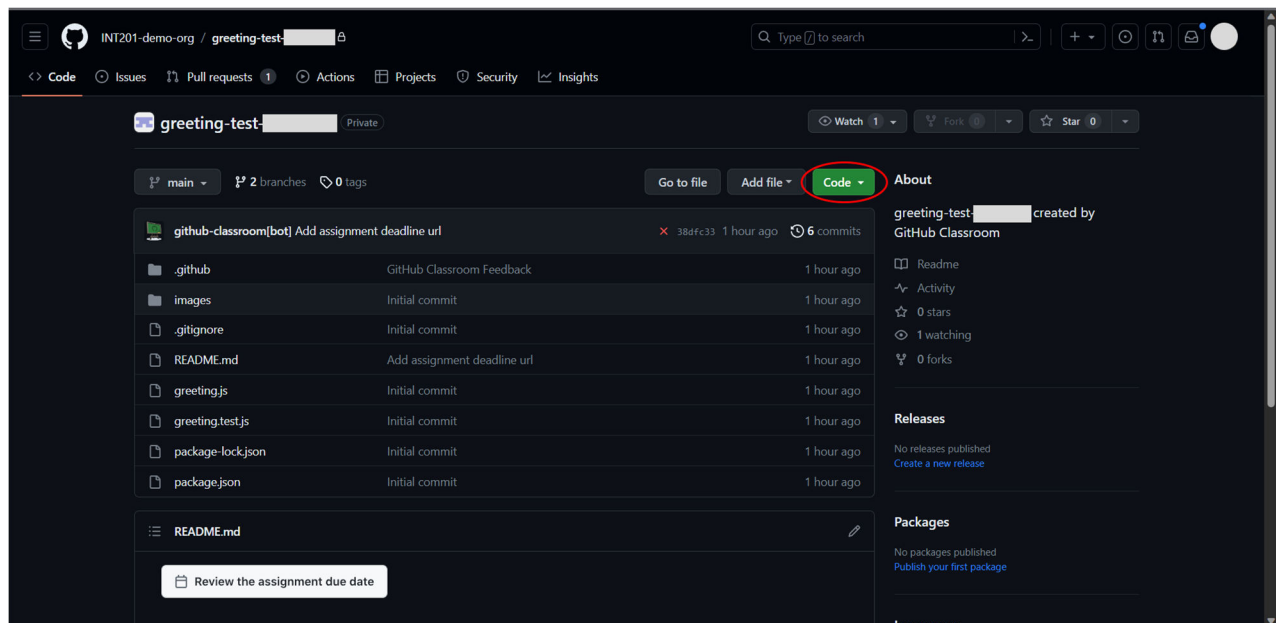 INT201-demo-org / greeting-test-
Type / to search
Code Issues Pull requests 1 Actions Projects Security Insights
greeting-test- Private
Watch 1 Fork 0 Star 0
main 2 branches 0 tags Go to file Add file Code
github-classroom[bot] Add assignment deadline url 38dfc33 1 hour ago 6 commits
.github GitHub Classroom Feedback 1 hour ago
images Initial commit 1 hour ago
.gitignore Initial commit 1 hour ago
README.md Add assignment deadline url 1 hour ago
greeting.js Initial commit 1 hour ago
greeting.test.js Initial commit 1 hour ago
package-lock.json Initial commit 1 hour ago
package.json Initial commit 1 hour ago
README.md
Review the assignment due date
About
greeting-test- created by
GitHub Classroom
Readme
Activity
0 stars
1 watching
0 forks
Releases
No releases published
Create a new release
Packages
No packages published
Publish your first package